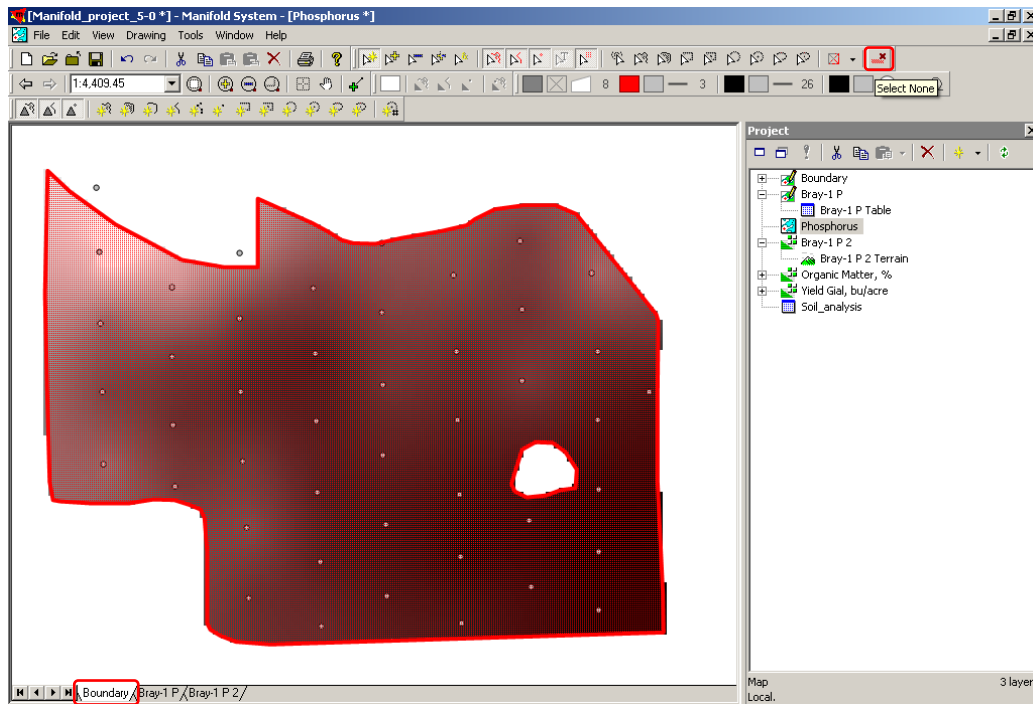 [Manifold_project_5-0 *] - Manifold System - [Phosphorus *]
File Edit View Drawing Tools Window Help
1:4,409.45
8
3
26
Select None
Project
Boundary
Bray-1 P
Bray-1 P Table
Phosphorus
Bray-1 P 2
Bray-1 P 2 Terrain
Organic Matter, %
Yield Gial, bu/acre
Soil_analysis
Boundary Bray-1 P Bray-1 P 2
Map 3 layer
Local.